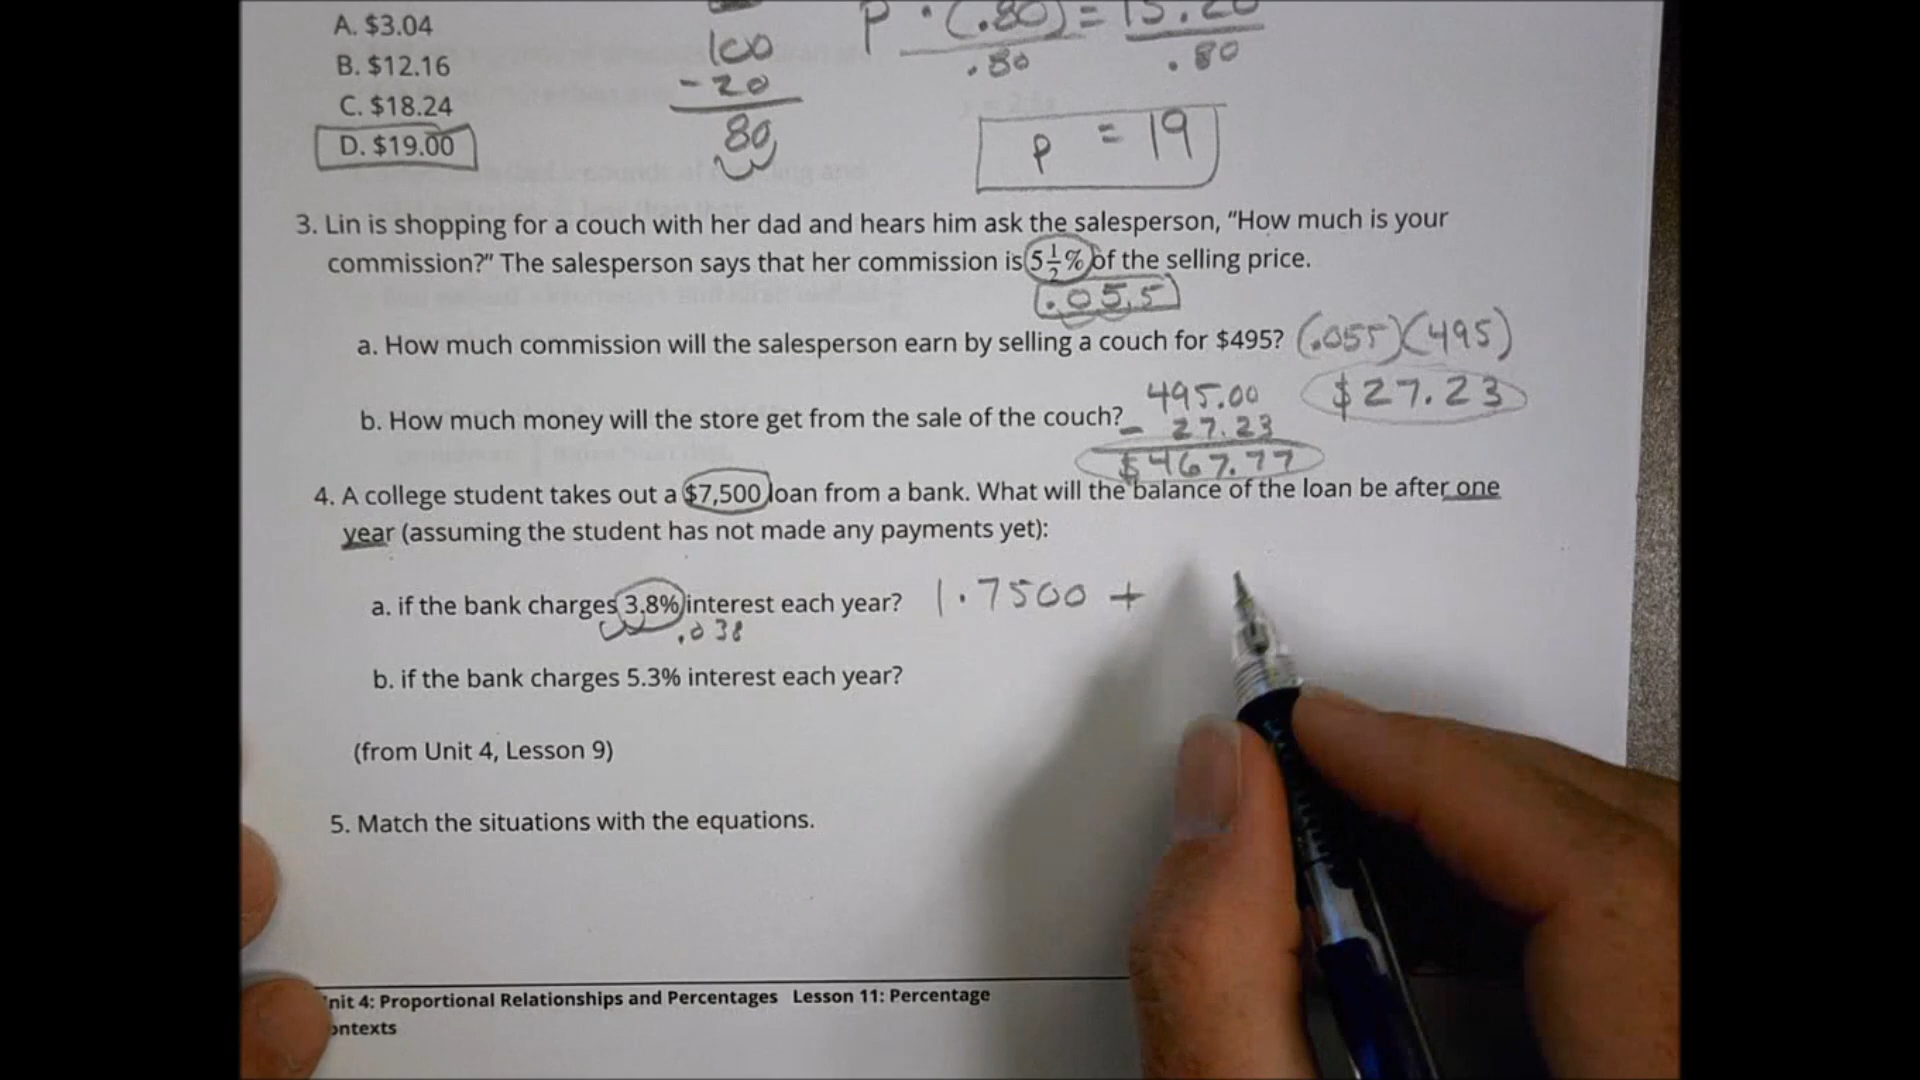 A. $3.04
B. $12.16
C. $18.24
D. $19.00
100
- 20
80
P · (.80) = 15.20
.80 .80
P = 19
3. Lin is shopping for a couch with her dad and hears him ask the salesperson, “How much is your
commission?” The salesperson says that her commission is 5 1/2 % of the selling price.
.05.5
a. How much commission will the salesperson earn by selling a couch for $495? (.055)(495)
$27.23
b. How much money will the store get from the sale of the couch?
495.00
- 27.23
$467.77
4. A college student takes out a $7,500 loan from a bank. What will the balance of the loan be after one
year (assuming the student has not made any payments yet):
a. if the bank charges 3.8% interest each year? 1.7500 +
.038
b. if the bank charges 5.3% interest each year?
(from Unit 4, Lesson 9)
5. Match the situations with the equations.
nit 4: Proportional Relationships and Percentages Lesson 11: Percentage
ontexts